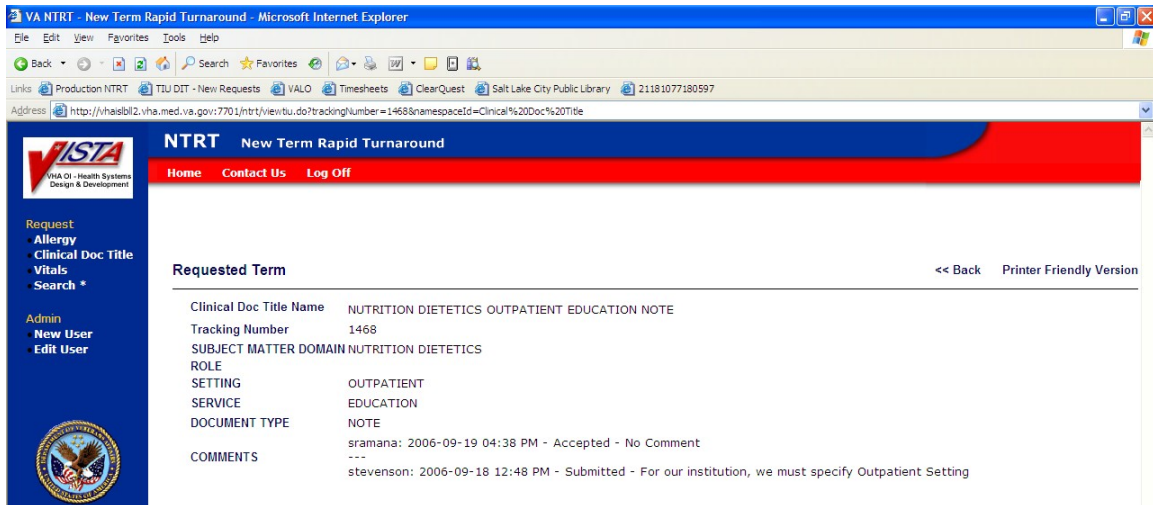 VA NTRT - New Term Rapid Turnaround - Microsoft Internet Explorer
File Edit View Favorites Tools Help
Back Search Favorites
Links Production NTRT TIU DIT - New Requests VALO Timesheets ClearQuest Salt Lake City Public Library 21181077180597
Address http://vhaislbll2.vha.med.va.gov:7701/ntrt/viewtiu.do?trackingNumber=1468&namespaceId=Clinical%20Doc%20Title
VISTA
VHA OI - Health Systems
Design & Development
NTRT New Term Rapid Turnaround
Home Contact Us Log Off
Request
Allergy
Clinical Doc Title
Vitals
Search *
Admin
New User
Edit User
Requested Term << Back Printer Friendly Version
Clinical Doc Title Name NUTRITION DIETETICS OUTPATIENT EDUCATION NOTE
Tracking Number 1468
SUBJECT MATTER DOMAIN NUTRITION DIETETICS
ROLE
SETTING OUTPATIENT
SERVICE EDUCATION
DOCUMENT TYPE NOTE
COMMENTS
sramana: 2006-09-19 04:38 PM - Accepted - No Comment
---
stevenson: 2006-09-18 12:48 PM - Submitted - For our institution, we must specify Outpatient Setting